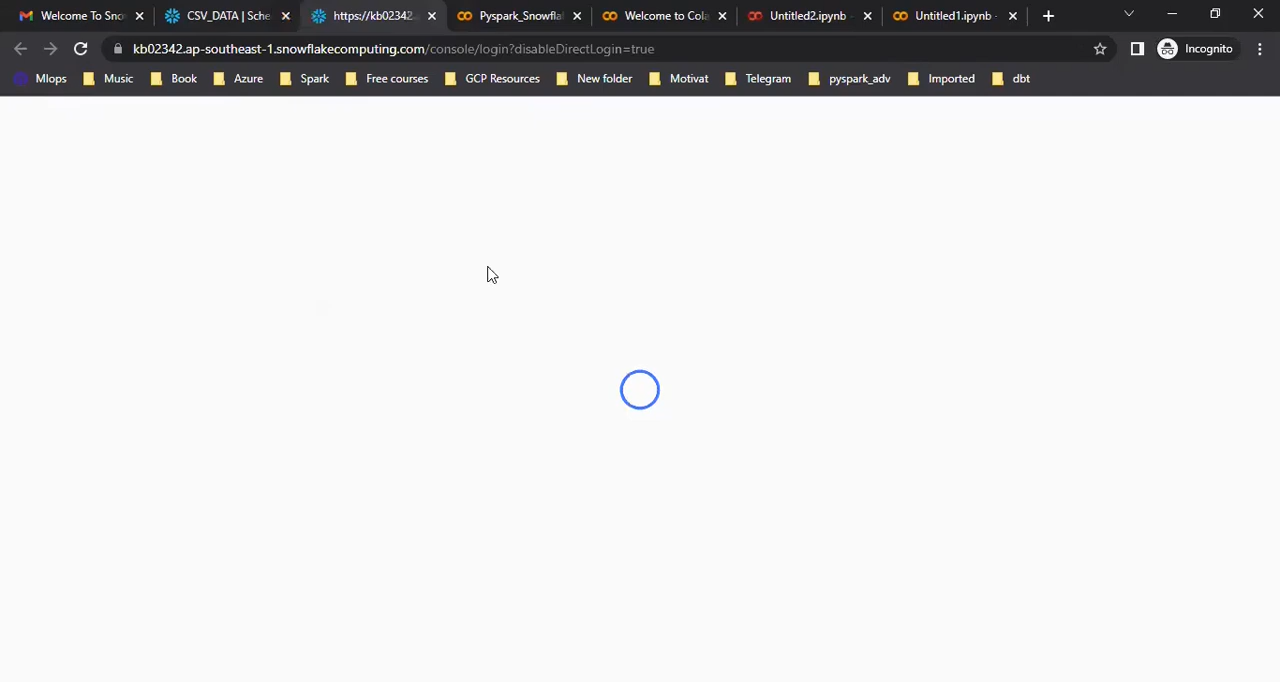 Welcome To Sno
CSV_DATA | Sche
https://kb02342.
Pyspark_Snowfla
Welcome to Cola
Untitled2.ipynb
Untitled1.ipynb -
kb02342.ap-southeast-1.snowflakecomputing.com/console/login?disableDirectLogin=true
Incognito
Mlops
Music
Book
Azure
Spark
Free courses
GCP Resources
New folder
Motivat
Telegram
pyspark_adv
Imported
dbt